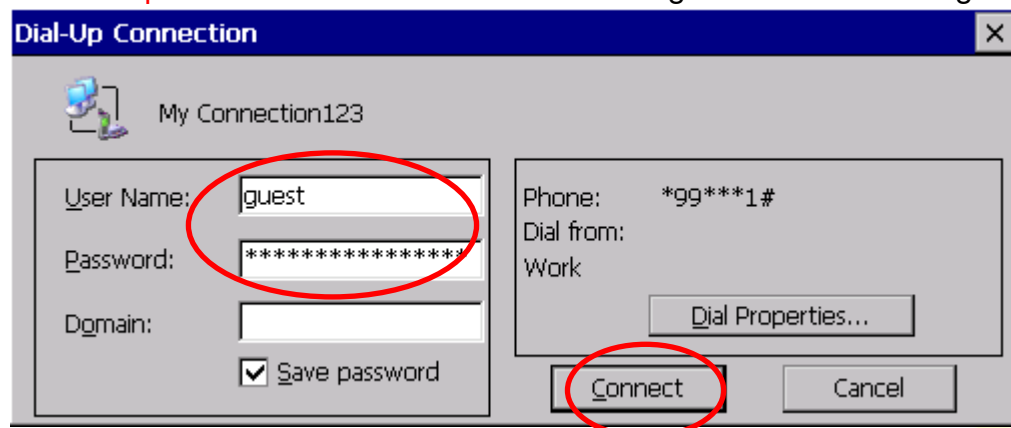 Dial-Up Connection
My Connection123
User Name: guest
Password: ****************
Domain:
Save password
Phone: *99***1#
Dial from:
Work
Dial Properties...
Connect
Cancel